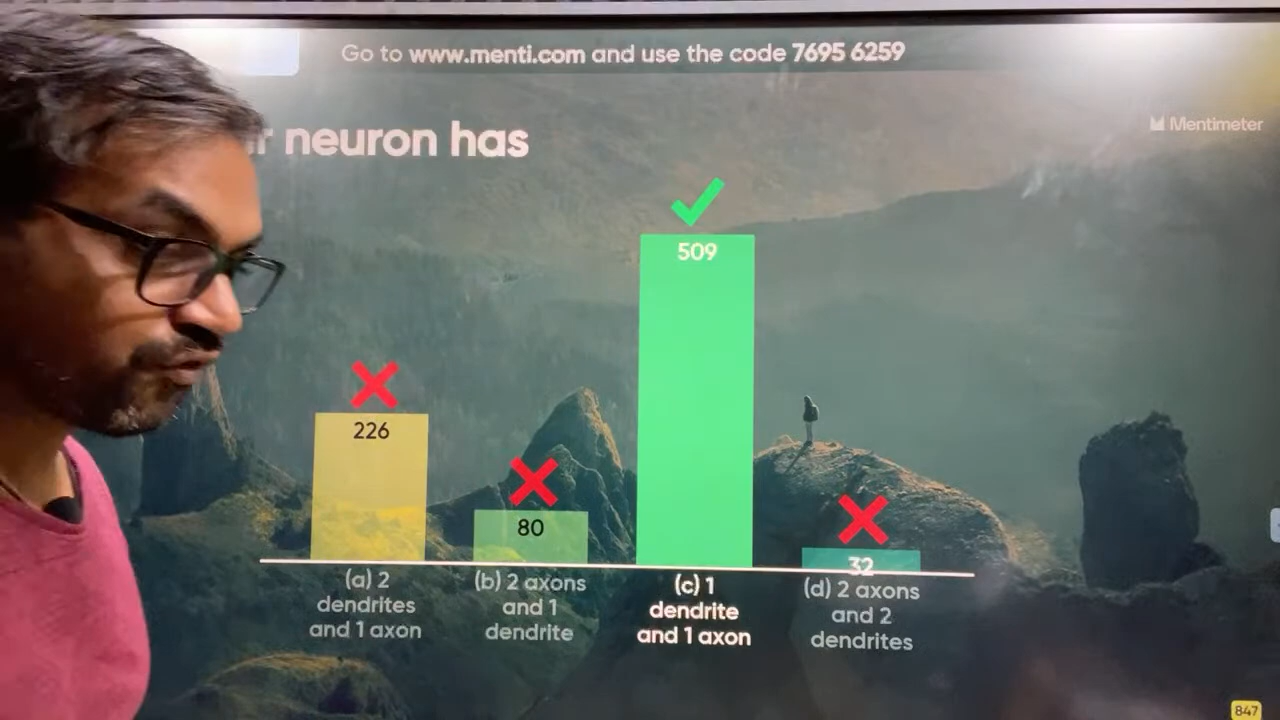 Go to www.menti.com and use the code 7695 6259
Mentimeter
neuron has
509
226
80
32
(a) 2
dendrites
and 1 axon
(b) 2 axons
and 1
dendrite
(c) 1
dendrite
and 1 axon
(d) 2 axons
and 2
dendrites
847